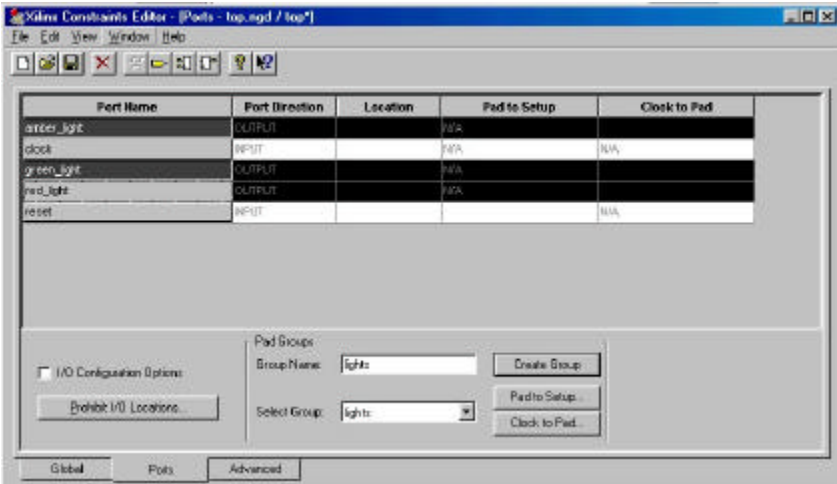 Xilinx Constraints Editor - [Ports - top.ngd / top*]
File Edit View Window Help
Port Name Port Direction Location Pad to Setup Clock to Pad
amber_light OUTPUT N/A
clock INPUT N/A N/A
green_light OUTPUT N/A
red_light OUTPUT N/A
reset INPUT N/A
Pad Groups
Group Name: lights Create Group
I/O Configuration Options
Pad to Setup...
Prohibit I/O Locations... Select Group: lights
Clock to Pad...
Global Ports Advanced